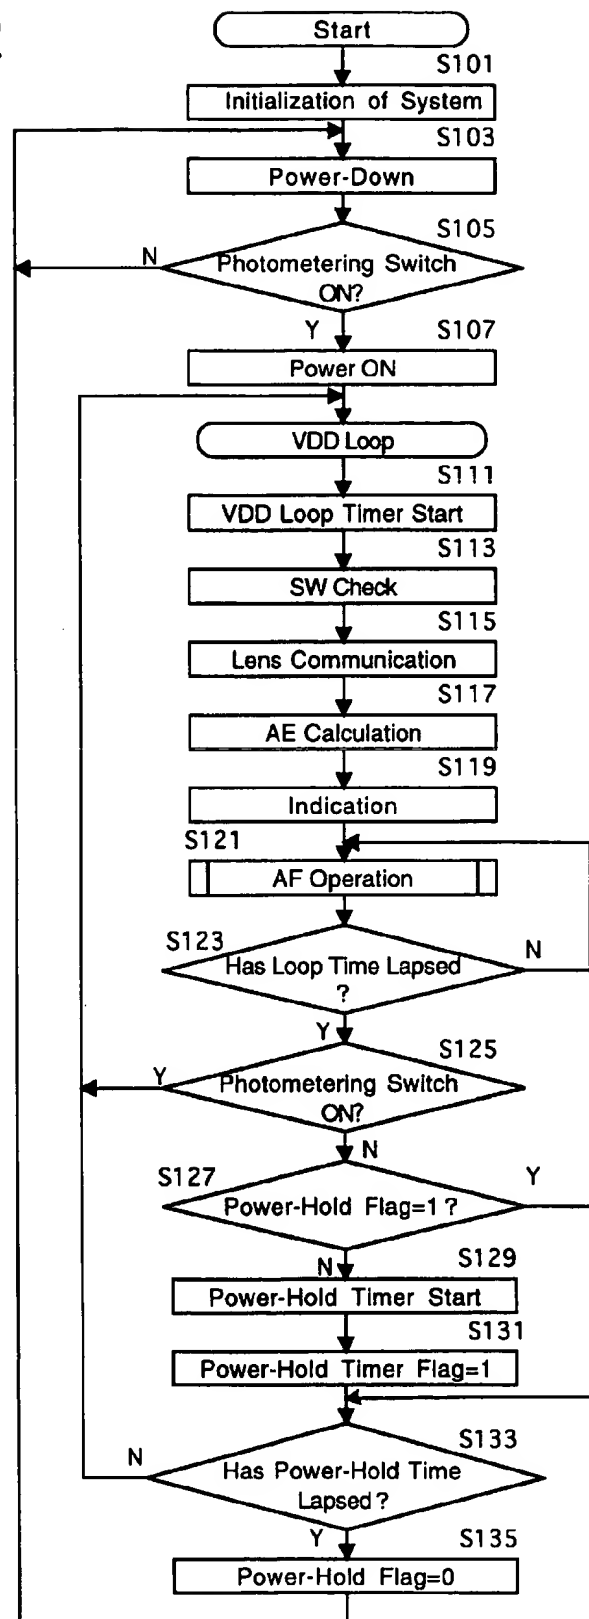 Start
S101
Initialization of System
S103
Power-Down
S105
Photometering Switch
ON?
N
Y
S107
Power ON
VDD Loop
S111
VDD Loop Timer Start
S113
SW Check
S115
Lens Communication
S117
AE Calculation
S119
Indication
S121
AF Operation
S123
N
Has Loop Time Lapsed
?
Y
S125
Y
Photometering Switch
ON?
N
S127
Y
Power-Hold Flag=1?
N
S129
Power-Hold Timer Start
S131
Power-Hold Timer Flag=1
S133
N
Has Power-Hold Time
Lapsed?
Y
S135
Power-Hold Flag=0